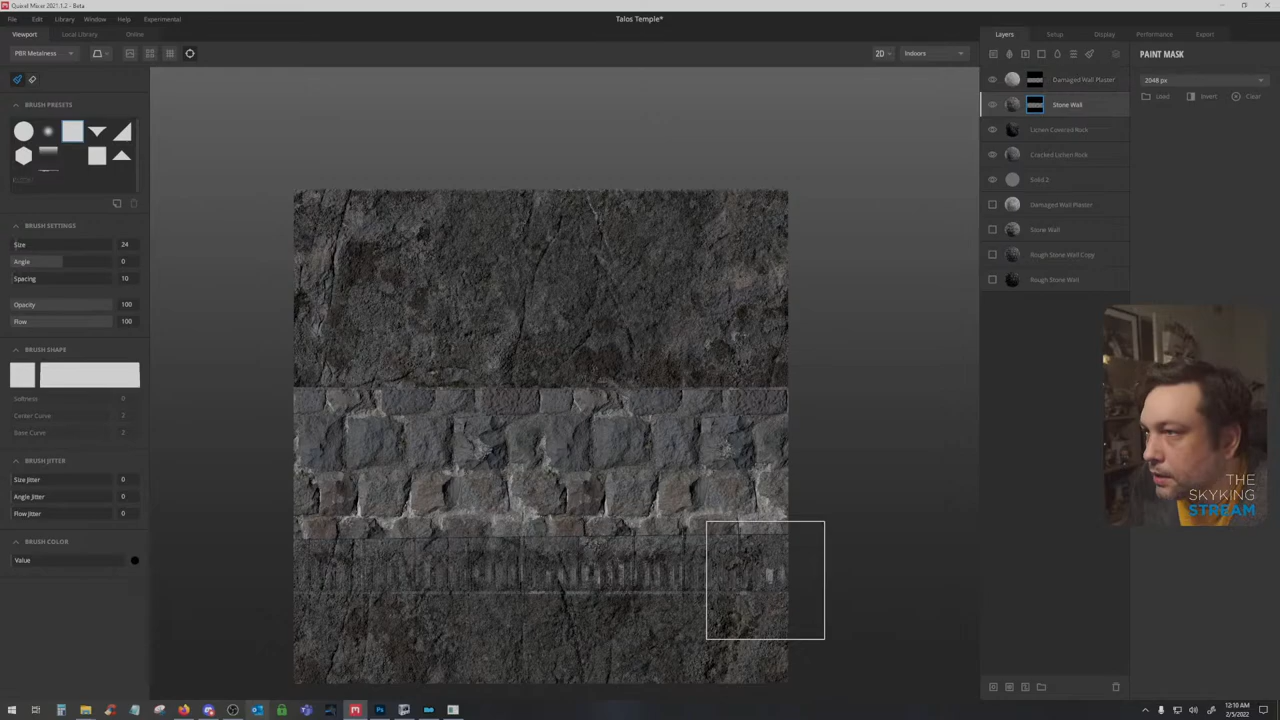 Quixel Mixer 2021.1.2 - Beta
File Edit Library Window Help Experimental
Talos Temple*
Viewport Local Library Online
Layers Setup Display Performance Export
PAINT MASK
PBR Metalness
2D
Indoors
2048 px
Load Invert Clear
BRUSH PRESETS
BRUSH SETTINGS
Size 24
Angle 0
Spacing 10
Opacity 100
Flow 100
BRUSH SHAPE
Softness 0
Center Curve 2
Base Curve 2
BRUSH JITTER
Size Jitter 0
Angle Jitter 0
Flow Jitter 0
BRUSH COLOR
Value
Damaged Wall Plaster
Stone Wall
Lichen Covered Rock
Cracked Lichen Rock
Solid 2
Damaged Wall Plaster
Stone Wall
Rough Stone Wall Copy
Rough Stone Wall
THE
SKYKING
STREAM
12:10 AM
2/5/2022